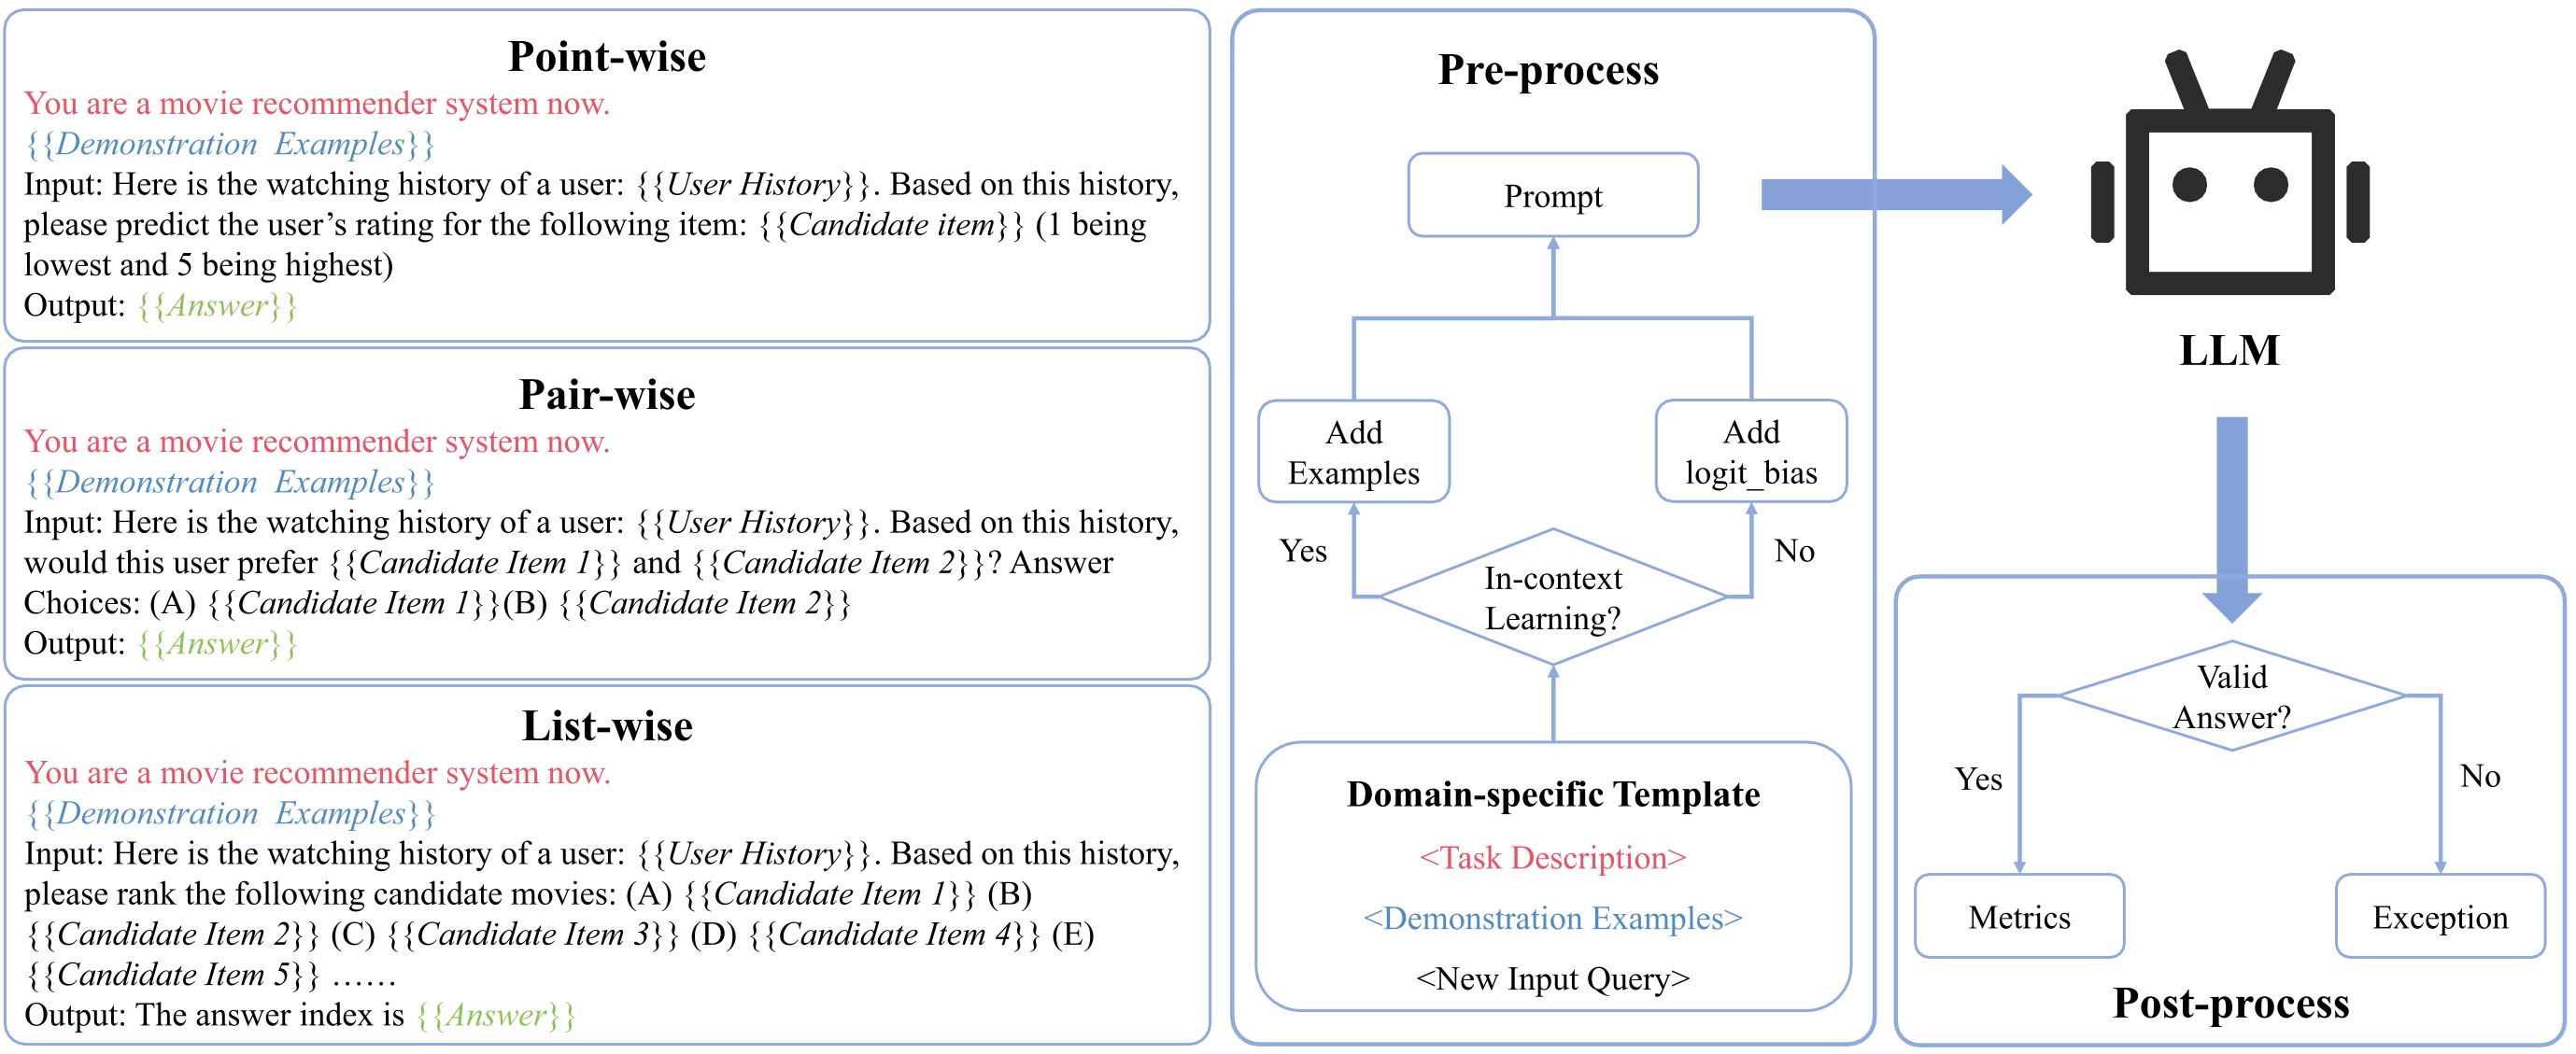 Point-wise
You are a movie recommender system now.
{{Demonstration Examples}}
Input: Here is the watching history of a user: {{User History}}. Based on this history,
please predict the user’s rating for the following item: {{Candidate item}} (1 being
lowest and 5 being highest)
Output: {{Answer}}
Pair-wise
You are a movie recommender system now.
{{Demonstration Examples}}
Input: Here is the watching history of a user: {{User History}}. Based on this history,
would this user prefer {{Candidate Item 1}} and {{Candidate Item 2}}? Answer
Choices: (A) {{Candidate Item 1}}(B) {{Candidate Item 2}}
Output: {{Answer}}
List-wise
You are a movie recommender system now.
{{Demonstration Examples}}
Input: Here is the watching history of a user: {{User History}}. Based on this history,
please rank the following candidate movies: (A) {{Candidate Item 1}} (B)
{{Candidate Item 2}} (C) {{Candidate Item 3}} (D) {{Candidate Item 4}} (E)
{{Candidate Item 5}} ……
Output: The answer index is {{Answer}}
Pre-process
Prompt
Add
Examples
Add
logit_bias
Yes
No
In-context
Learning?
Domain-specific Template
<Task Description>
<Demonstration Examples>
<New Input Query>
LLM
Valid
Answer?
Yes
No
Metrics
Exception
Post-process